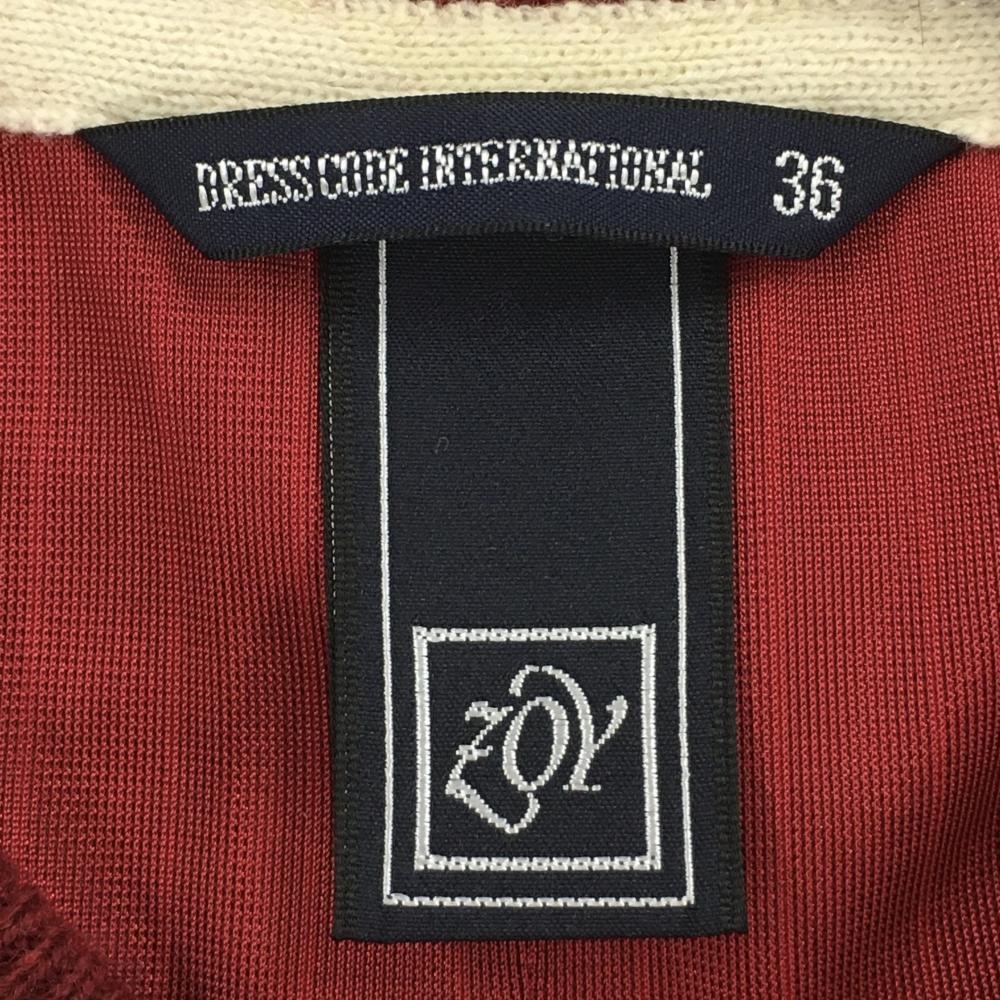 DRESS CODE INTERNATIONAL 36
ZOY